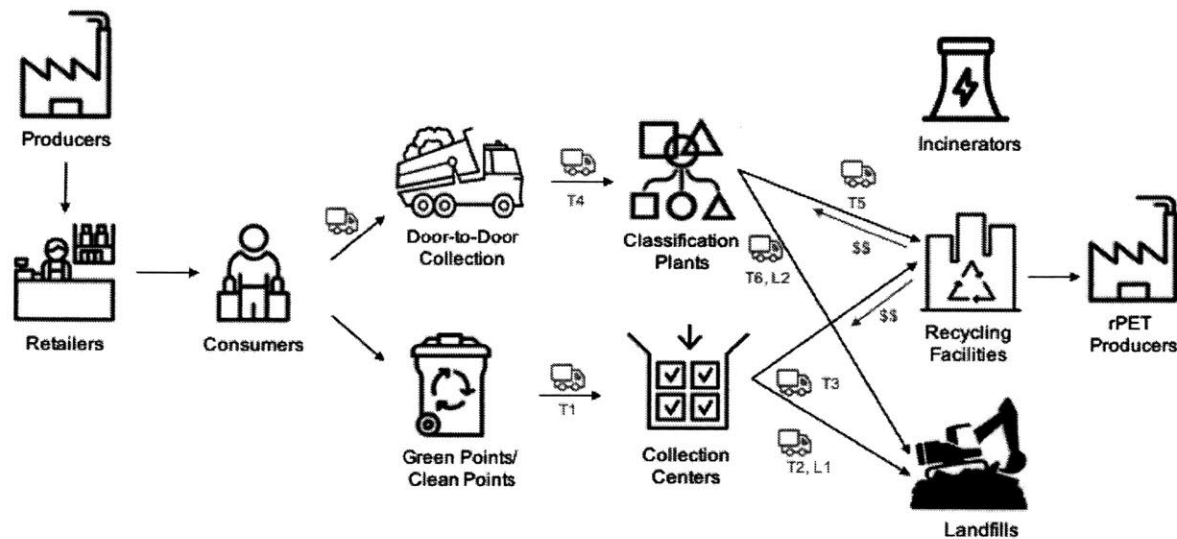 Producers
Incinerators
T4
T5
Door-to-Door
Collection
Classification
Plants
$$
T6, L2
Retailers
Consumers
$$
Recycling
Facilities
rPET
Producers
T1
T3
Green Points/
Clean Points
Collection
Centers
T2, L1
Landfills